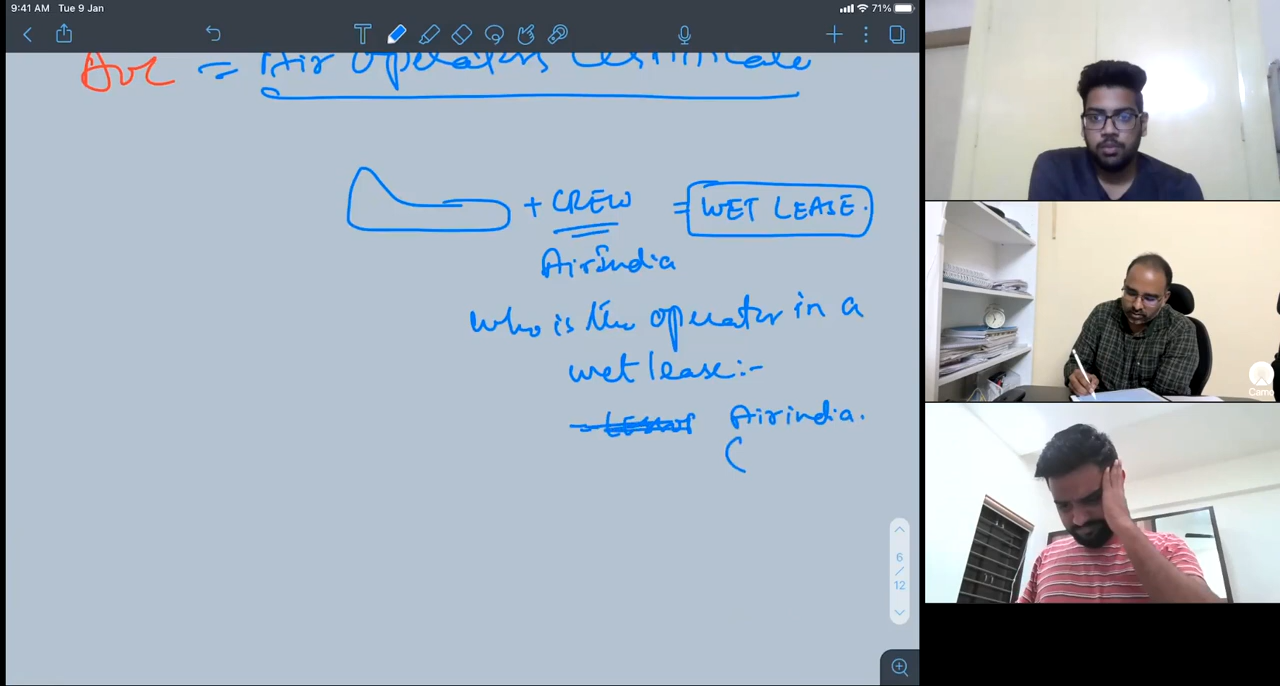 9:41 AM Tue 9 Jan
71%
AOC = Air Operators Certificate
+ CREW = WET LEASE.
Airindia
who is the operator in a
wet lease:-
Airindia.
(
6
/
12
Camo